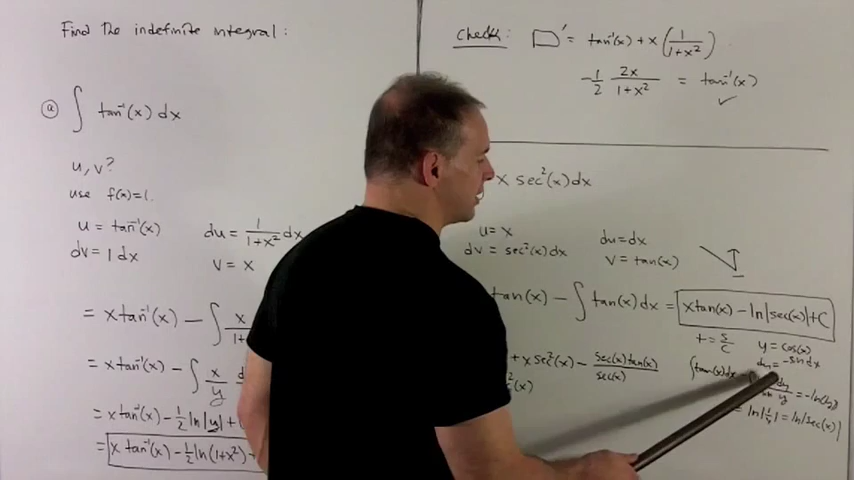 Find the indefinite integral:
ⓐ ∫ tan⁻¹(x) dx
u, v?
use f(x)=1.
u = tan⁻¹(x) du = 1/(1+x²) dx
dv = 1 dx v = x
= x tan⁻¹(x) − ∫ x/1+
= x tan⁻¹(x) − ∫ x/y
= x tan⁻¹(x) − 1/2 ln|y| +
= x tan⁻¹(x) − 1/2 ln(1+x²)
Check: ′ = tan⁻¹(x) + x (1/(1+x²))
−1/2 2x/(1+x²) = tan⁻¹(x) ✓
x sec²(x) dx
u = x du = dx
dv = sec²(x) dx v = tan(x)
tan(x) − ∫ tan(x) dx = x tan(x) − ln|sec(x)| + C
t = s/c y = cos(x)
+ x sec²(x) − sec(x)tan(x)/sec(x)
= −sin dx
∫ tan(x) dx
= ln|1/y| = ln|sec(x)|